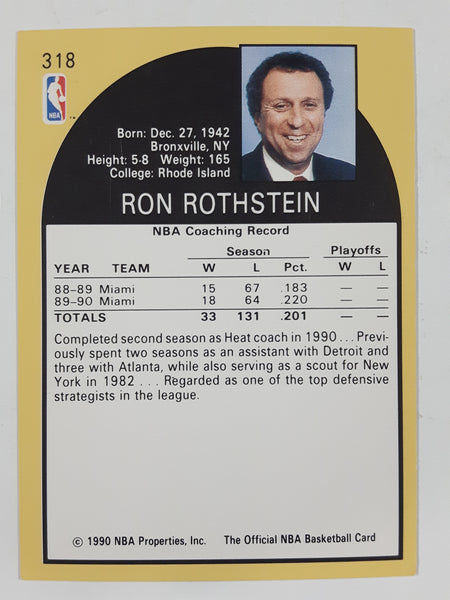 318
NBA
Born: Dec. 27, 1942
Bronxville, NY
Height: 5-8 Weight: 165
College: Rhode Island
RON ROTHSTEIN
NBA Coaching Record
Season Playoffs
YEAR TEAM W L Pct. W L
88-89 Miami 15 67 .183 — —
89-90 Miami 18 64 .220 — —
TOTALS 33 131 .201 — —
Completed second season as Heat coach in 1990 . . . Previ-
ously spent two seasons as an assistant with Detroit and
three with Atlanta, while also serving as a scout for New
York in 1982 . . . Regarded as one of the top defensive
strategists in the league.
© 1990 NBA Properties, Inc. The Official NBA Basketball Card